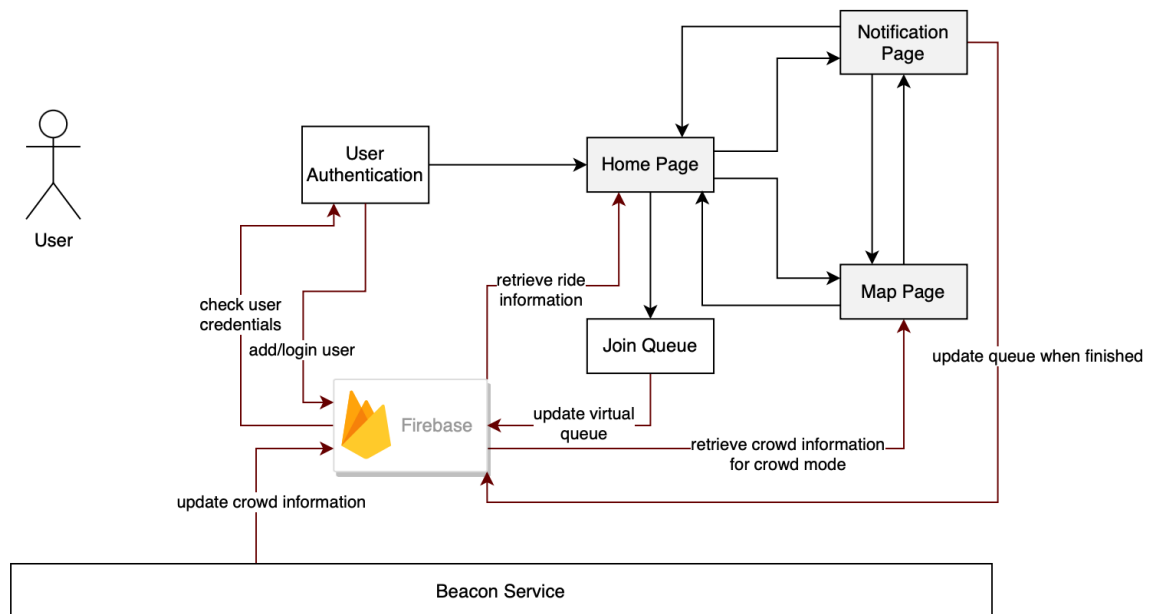 Notification
Page
User
Authentication
Home Page
User
check user
credentials
retrieve ride
information
Map Page
add/login user
Join Queue
update queue when finished
Firebase
update virtual
queue
retrieve crowd information
for crowd mode
update crowd information
Beacon Service